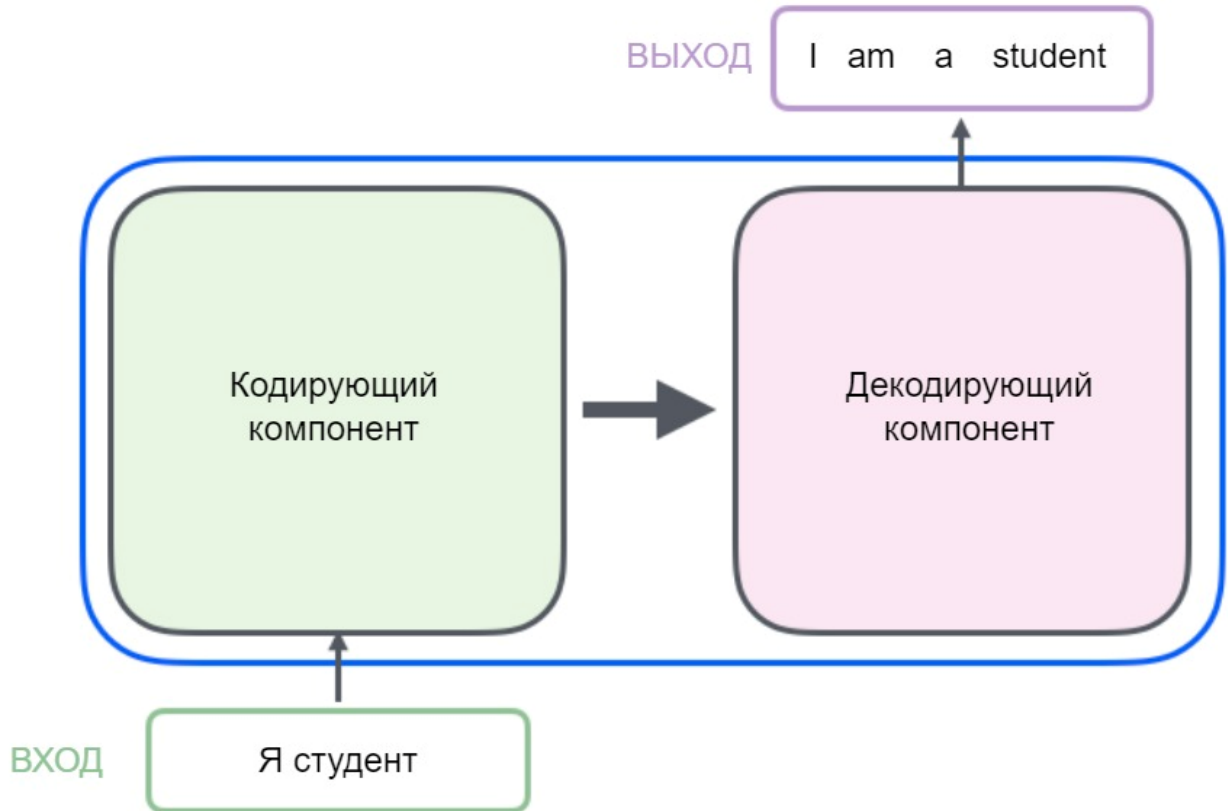 ВЫХОД I am a student
Кодирующий
компонент
Декодирующий
компонент
ВХОД Я студент